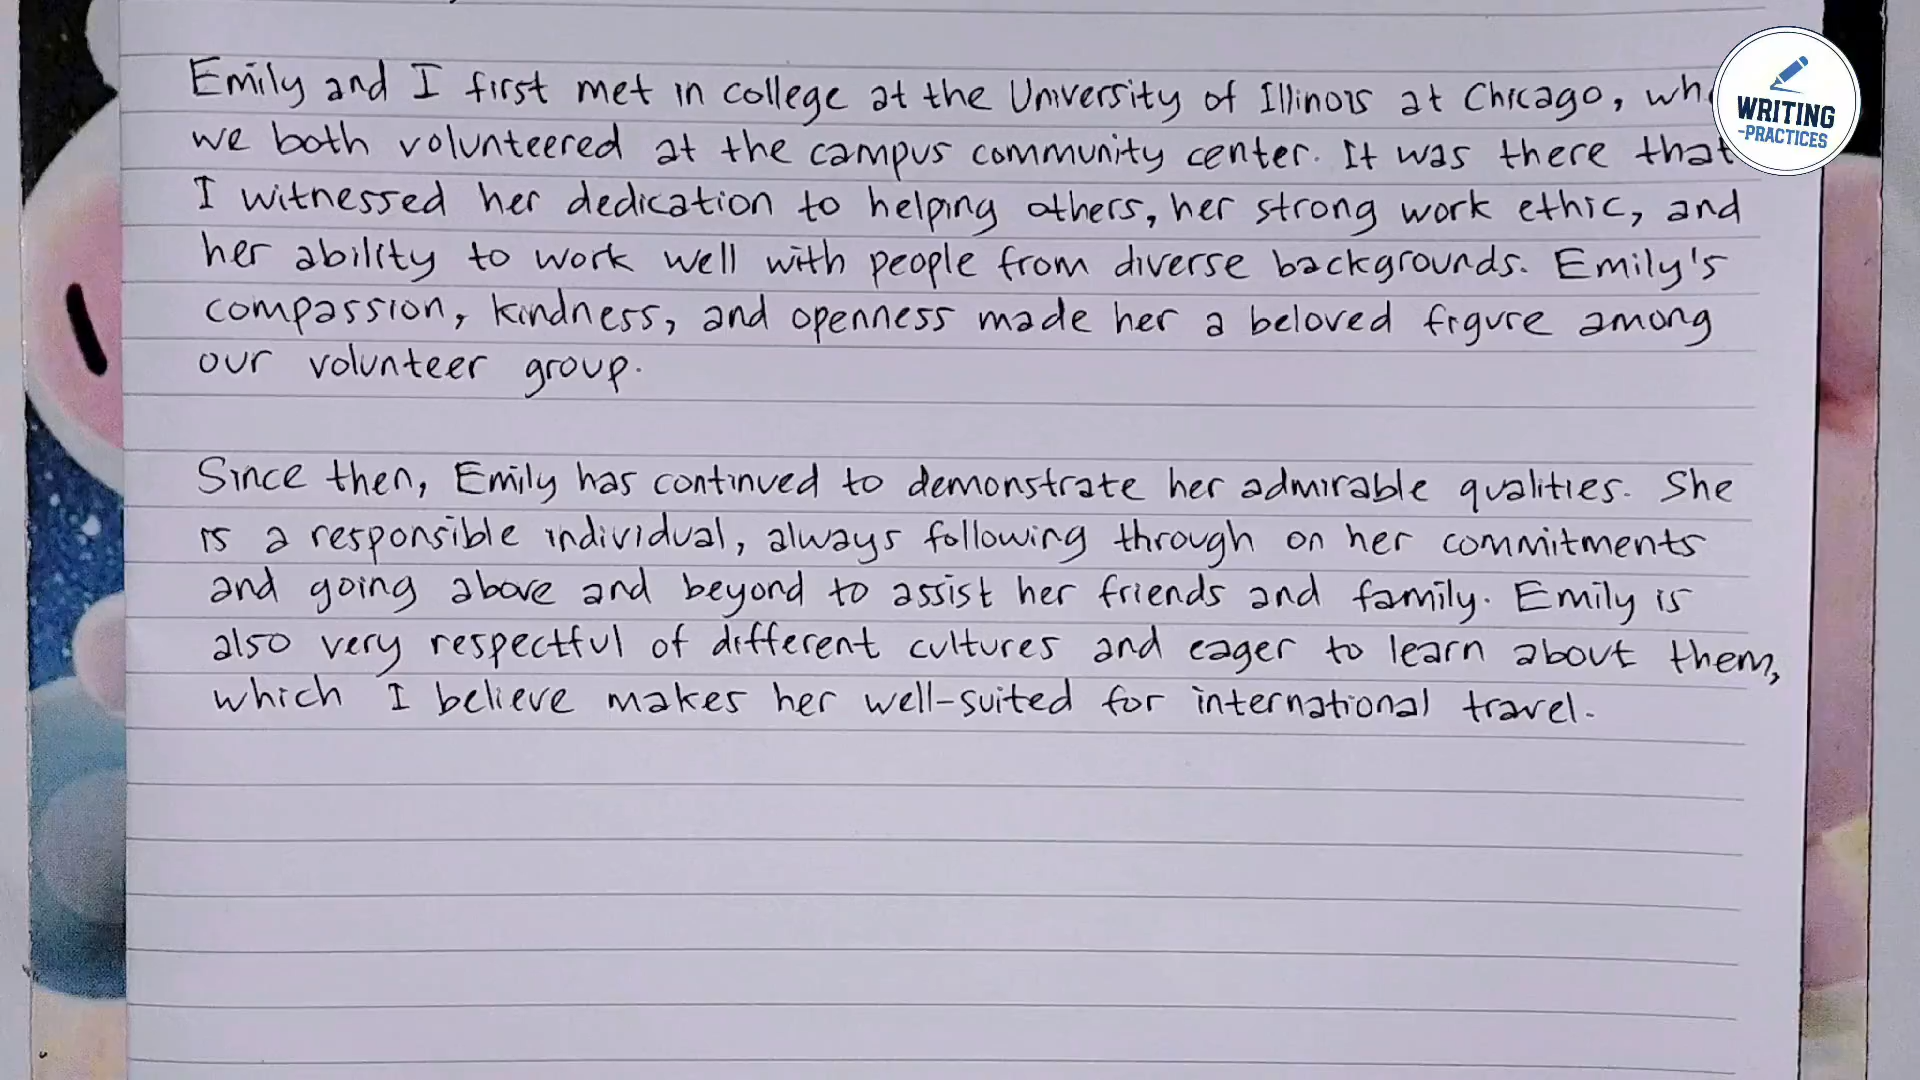 Emily and I first met in college at the University of Illinois at Chicago,
we both volunteered at the campus community center. It was there that
I witnessed her dedication to helping others, her strong work ethic, and
her ability to work well with people from diverse backgrounds. Emily's
compassion, kindness, and openness made her a beloved figure among
our volunteer group.
Since then, Emily has continued to demonstrate her admirable qualities. She
is a responsible individual, always following through on her commitments
and going above and beyond to assist her friends and family. Emily is
also very respectful of different cultures and eager to learn about them,
which I believe makes her well-suited for international travel.
WRITING
-PRACTICES